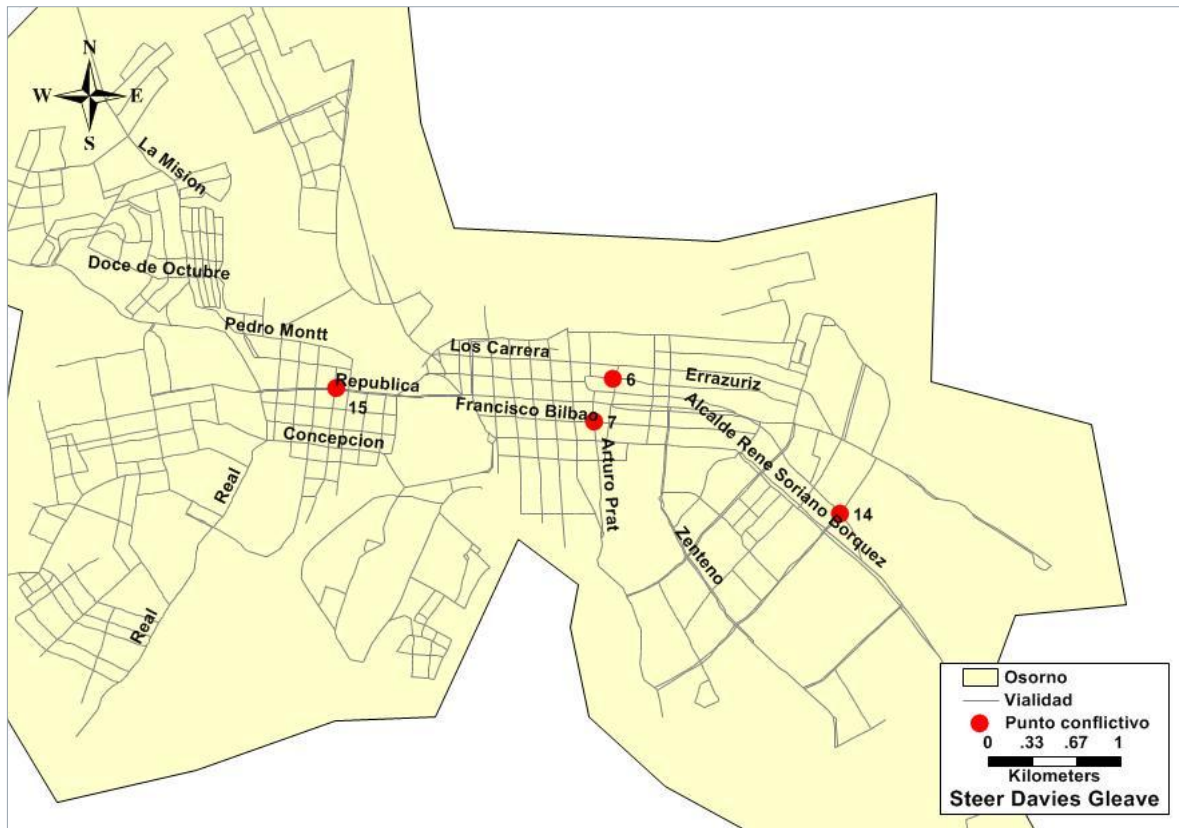 N
W E
S
La Mision
Doce de Octubre
Pedro Montt
Los Carrera
Republica
6
Errazuriz
15
Francisco Bilbao
7
Alcalde Rene Soriano Borquez
Concepcion
Arturo Prat
Real
14
Zenteno
Real
Osorno
Vialidad
Punto conflictivo
0 .33 .67 1
Kilometers
Steer Davies Gleave